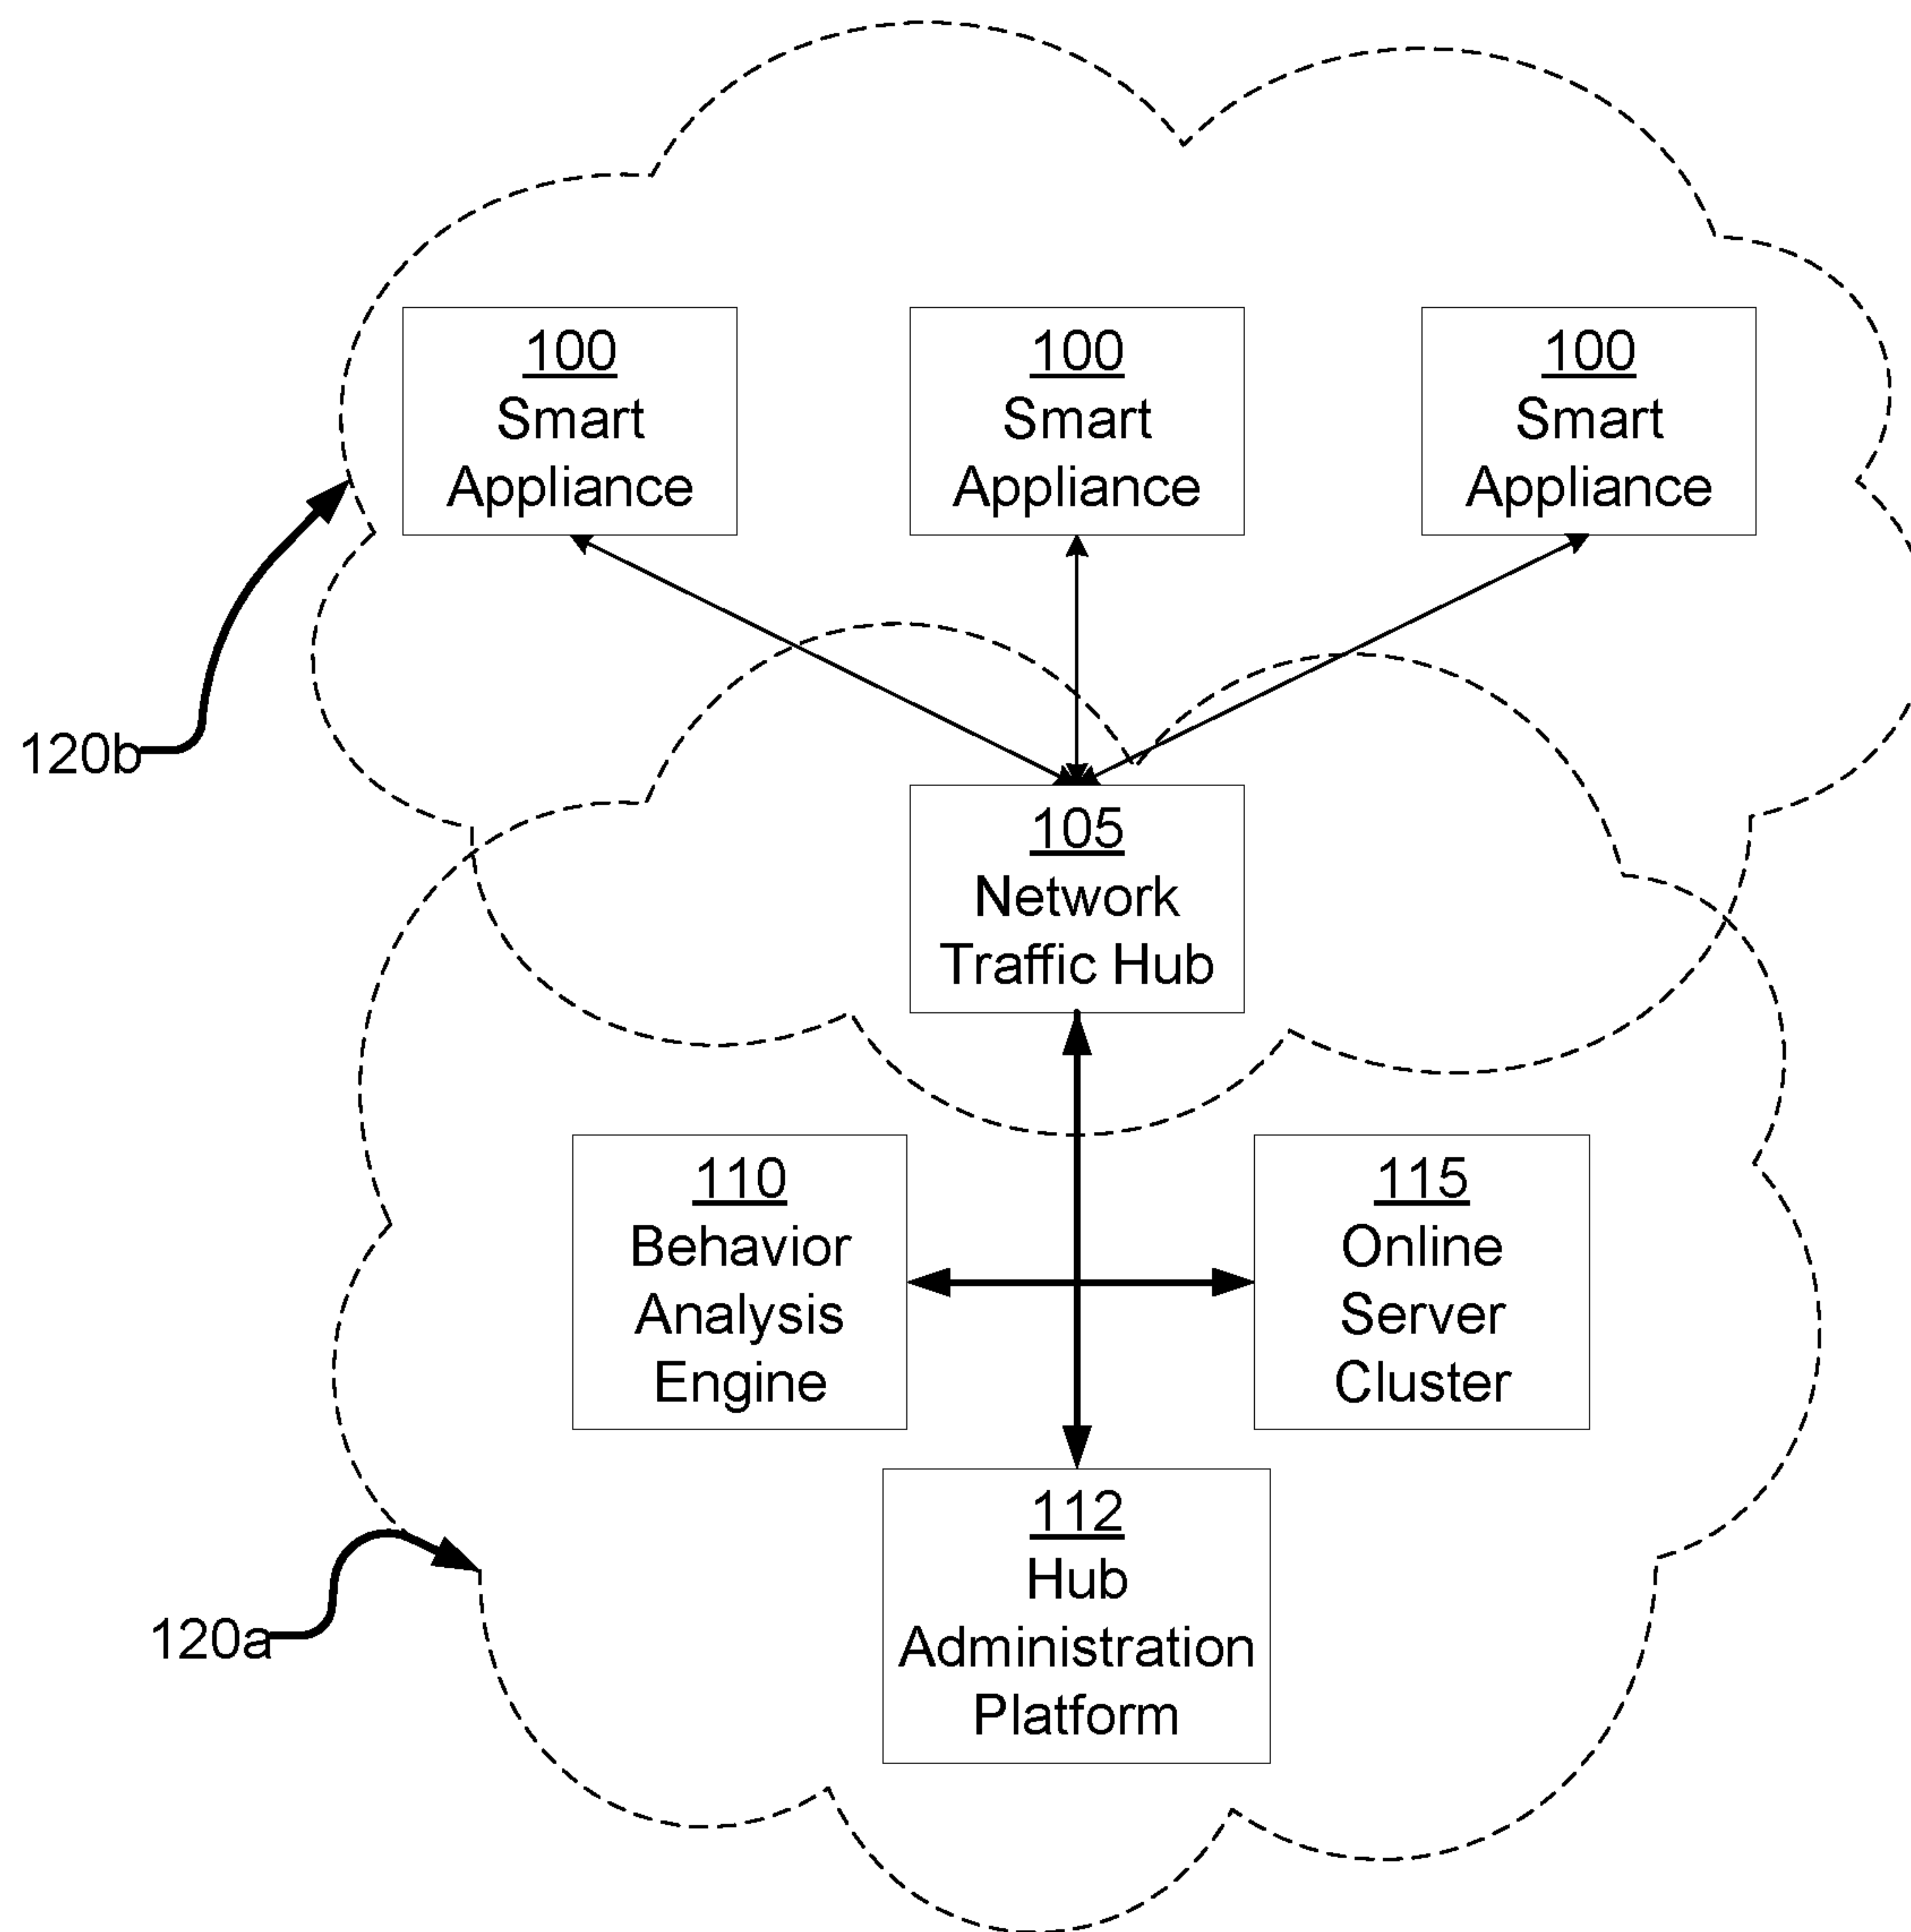 100
Smart
Appliance
100
Smart
Appliance
100
Smart
Appliance
120b
105
Network
Traffic Hub
110
Behavior
Analysis
Engine
115
Online
Server
Cluster
112
Hub
Administration
Platform
120a